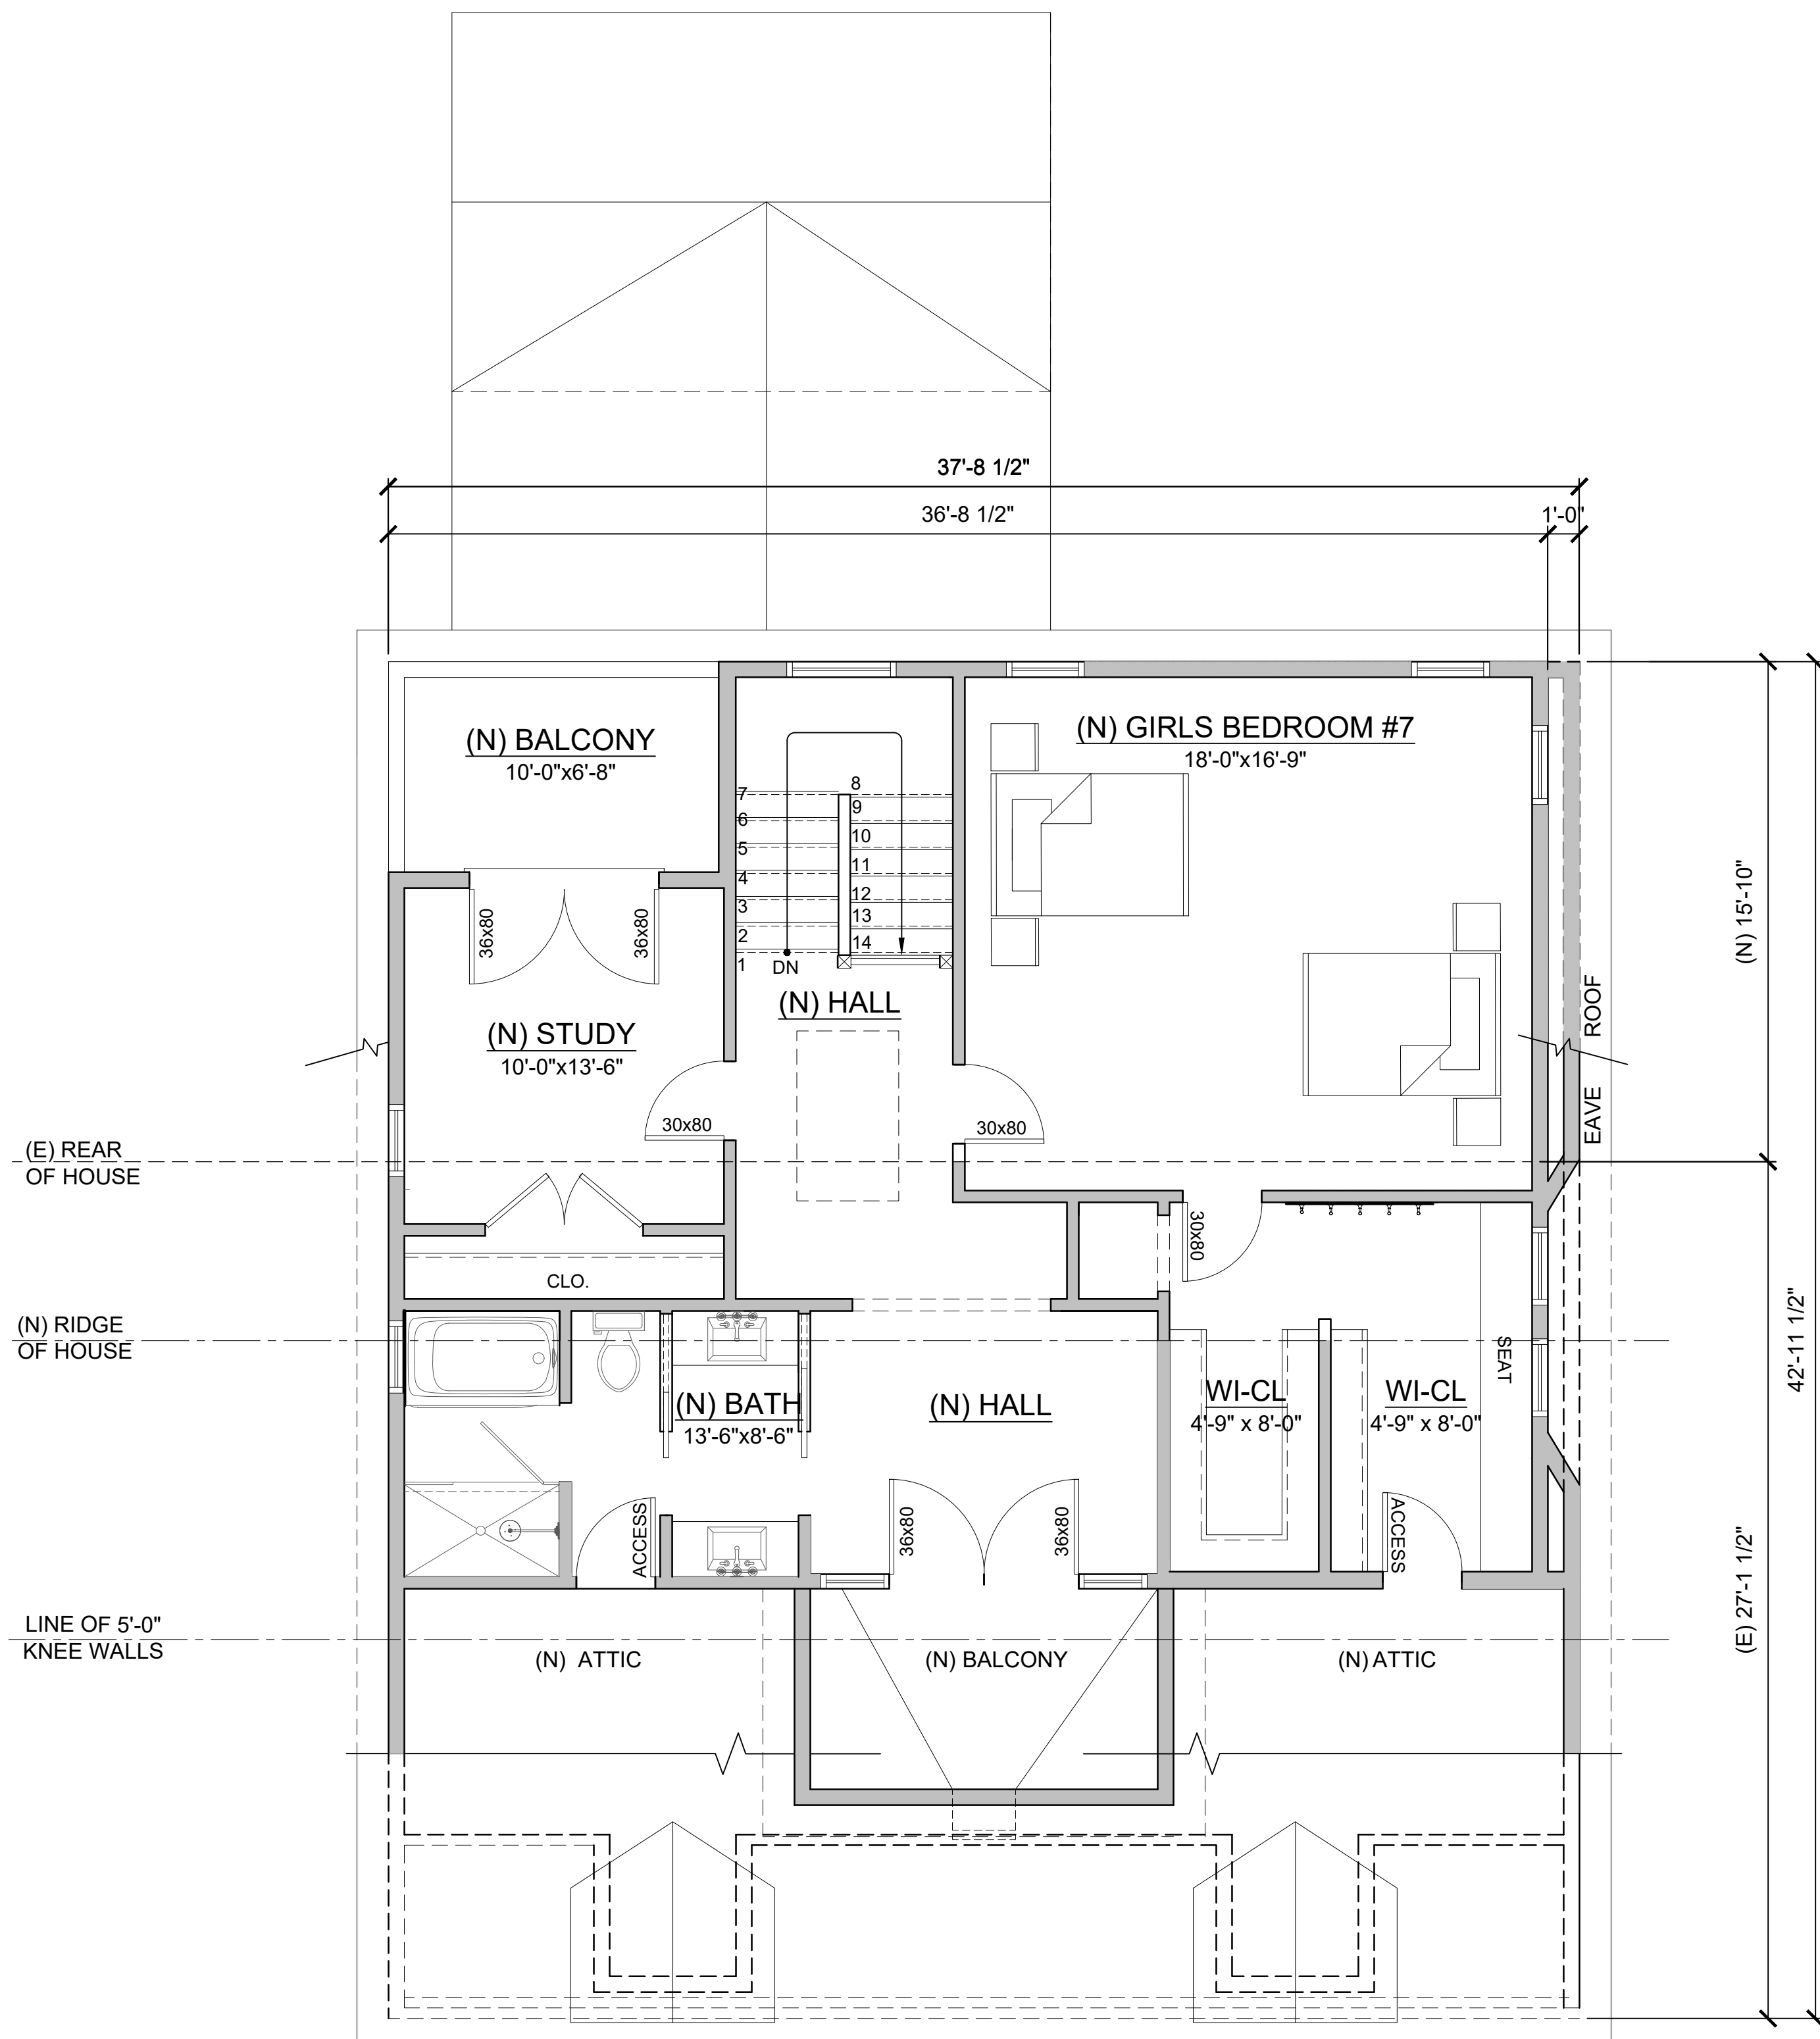 37'-8 1/2"
36'-8 1/2"
1'-0"
(N) BALCONY
10'-0"x6'-8"
(N) GIRLS BEDROOM #7
18'-0"x16'-9"
7
6
5
4
3
2
1
8
9
10
11
12
13
14
DN
36x80
36x80
(N) HALL
(N) STUDY
10'-0"x13'-6"
30x80
30x80
EAVE ROOF
(N) 15'-10"
(E) REAR
OF HOUSE
30x80
CLO.
(N) RIDGE
OF HOUSE
(N) BATH
13'-6"x8'-6"
(N) HALL
WI-CL
4'-9" x 8'-0"
WI-CL
4'-9" x 8'-0"
SEAT
42'-11 1/2"
ACCESS
36x80
36x80
ACCESS
(E) 27'-1 1/2"
LINE OF 5'-0"
KNEE WALLS
(N) ATTIC
(N) BALCONY
(N) ATTIC